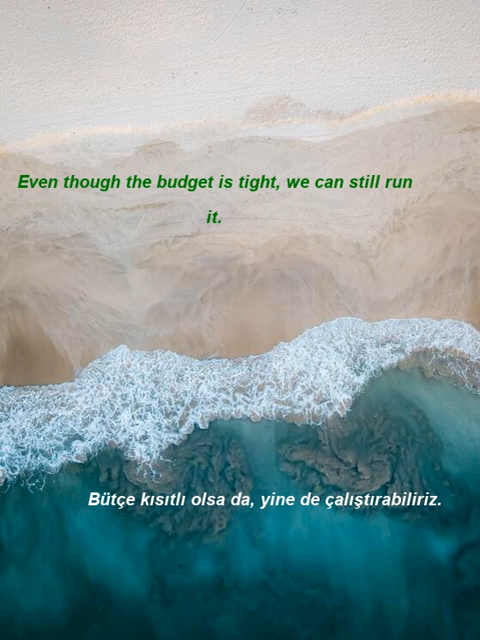 Even though the budget is tight, we can still run
it.
Bütçe kısıtlı olsa da, yine de çalıştırabiliriz.